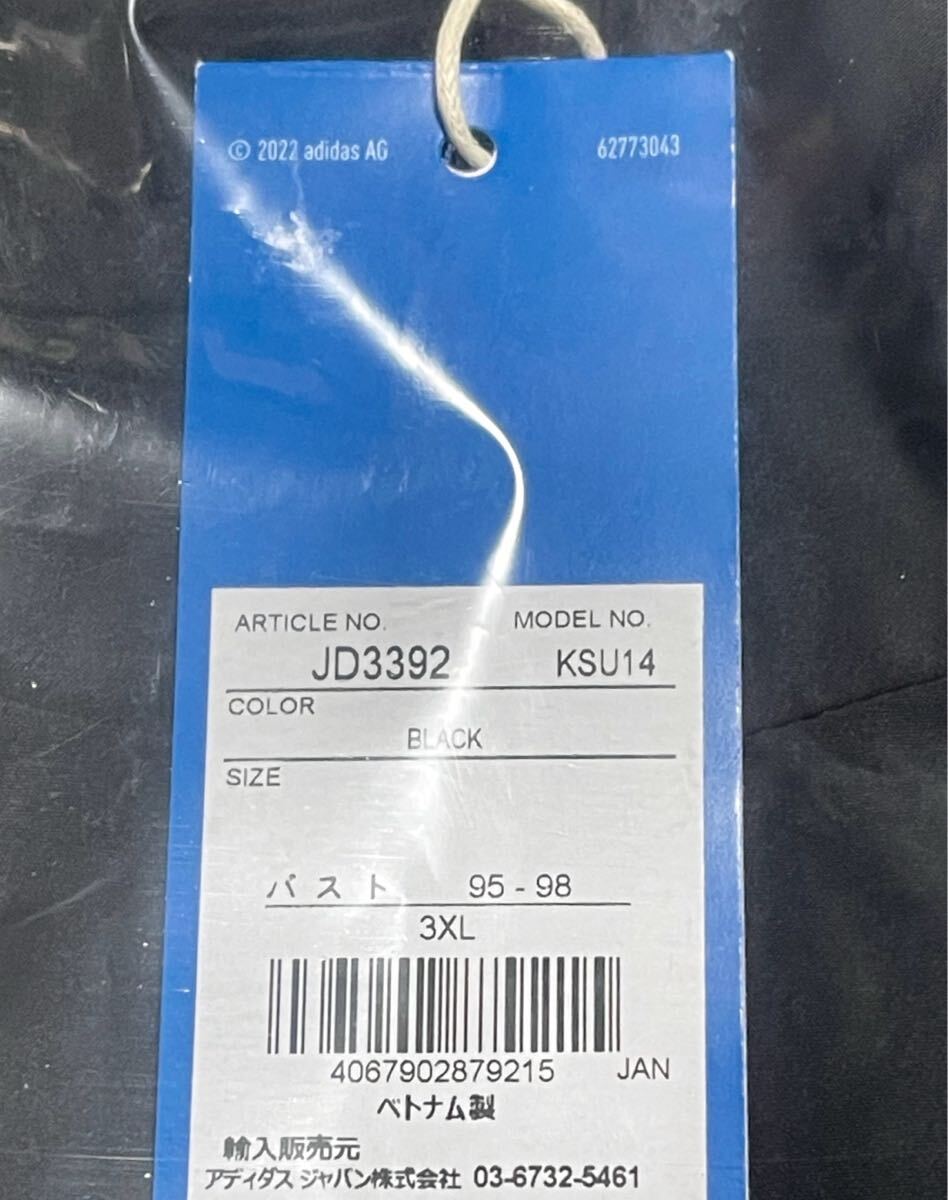 © 2022 adidas AG 62773043
ARTICLE NO. MODEL NO.
JD3392 KSU14
COLOR
BLACK
SIZE
バスト 95 - 98
3XL
4067902879215 JAN
ベトナム製
輸入販売元
アディダス ジャパン株式会社 03-6732-5461